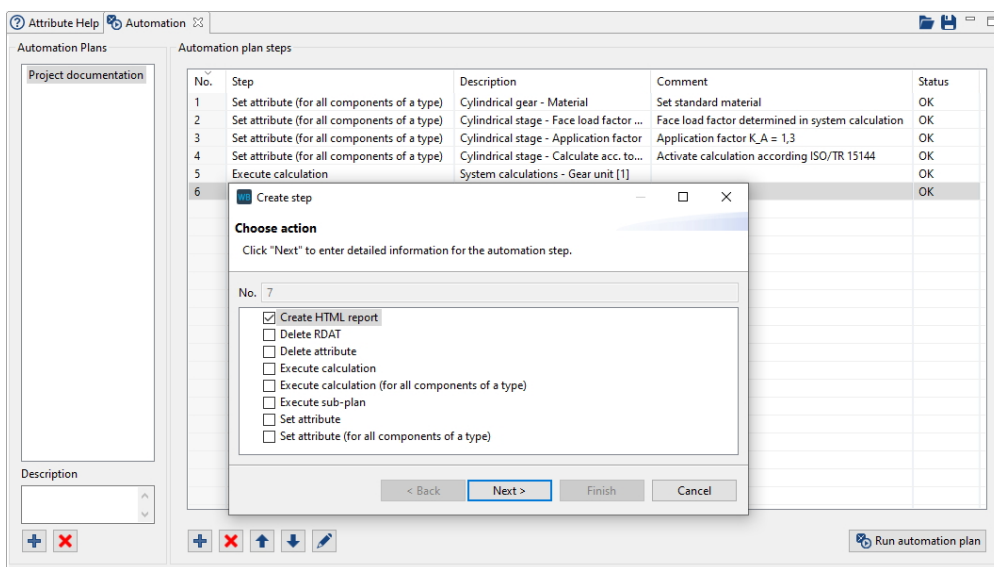 Attribute Help Automation
Automation Plans Automation plan steps
Project documentation
No. Step Description Comment Status
1 Set attribute (for all components of a type) Cylindrical gear - Material Set standard material OK
2 Set attribute (for all components of a type) Cylindrical stage - Face load factor ... Face load factor determined in system calculation OK
3 Set attribute (for all components of a type) Cylindrical stage - Application factor Application factor K_A = 1,3 OK
4 Set attribute (for all components of a type) Cylindrical stage - Calculate acc. to... Activate calculation according ISO/TR 15144 OK
5 Execute calculation System calculations - Gear unit [1] OK
6 OK
WB Create step
Choose action
Click "Next" to enter detailed information for the automation step.
No. 7
Create HTML report
Delete RDAT
Delete attribute
Execute calculation
Execute calculation (for all components of a type)
Execute sub-plan
Set attribute
Set attribute (for all components of a type)
Description
< Back Next > Finish Cancel
Run automation plan